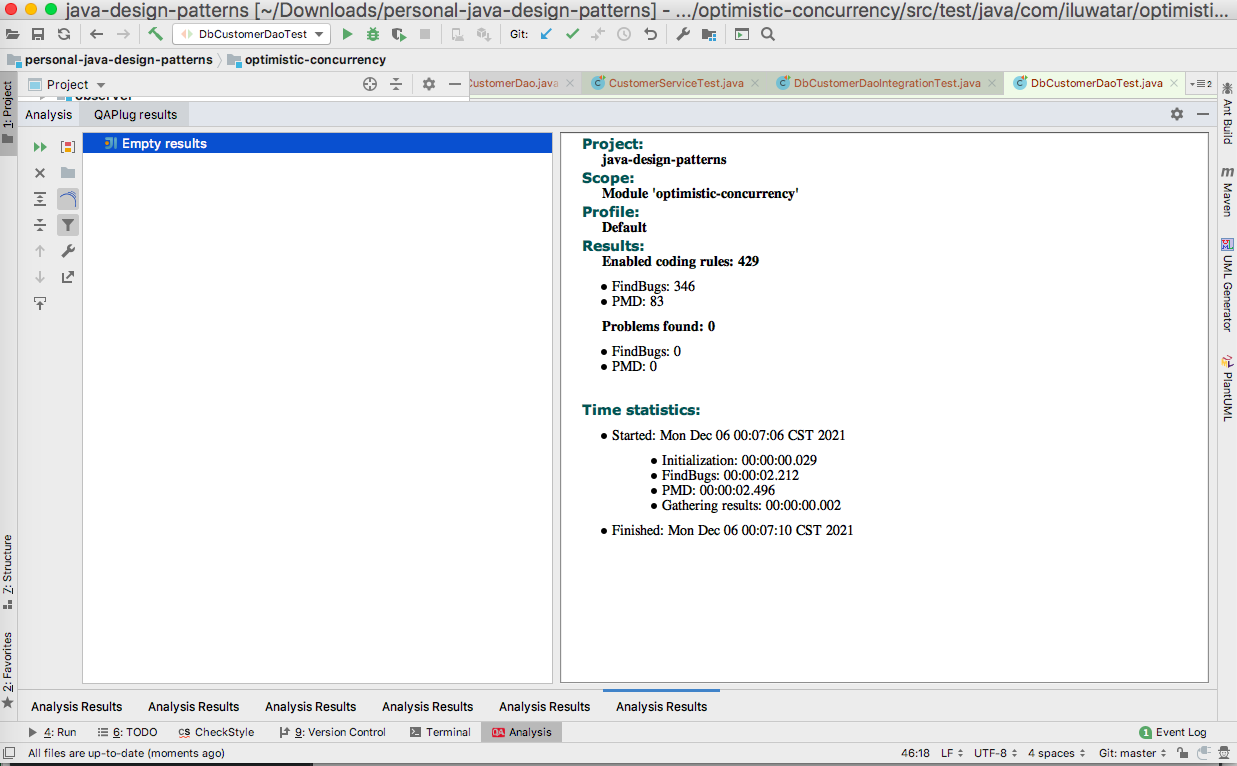 java-design-patterns [~/Downloads/personal-java-design-patterns] - .../optimistic-concurrency/src/test/java/com/iluwatar/optimisti...
DbCustomerDaoTest
Git:
personal-java-design-patterns
optimistic-concurrency
1: Project
Project
CustomerDao.java
CustomerServiceTest.java
DbCustomerDaoIntegrationTest.java
DbCustomerDaoTest.java
2
observer
Analysis
QAPlug results
Empty results
Project:
java-design-patterns
Scope:
Module 'optimistic-concurrency'
Profile:
Default
Results:
Enabled coding rules: 429
● FindBugs: 346
● PMD: 83
Problems found: 0
● FindBugs: 0
● PMD: 0
Time statistics:
● Started: Mon Dec 06 00:07:06 CST 2021
● Initialization: 00:00:00.029
● FindBugs: 00:00:02.212
● PMD: 00:00:02.496
● Gathering results: 00:00:00.002
● Finished: Mon Dec 06 00:07:10 CST 2021
Ant Build
m
Maven
UML Generator
PlantUML
7: Structure
2: Favorites
Analysis Results
Analysis Results
Analysis Results
Analysis Results
Analysis Results
Analysis Results
4: Run
6: TODO
CS CheckStyle
9: Version Control
Terminal
QA Analysis
1 Event Log
All files are up-to-date (moments ago)
46:18
LF
UTF-8
4 spaces
Git: master